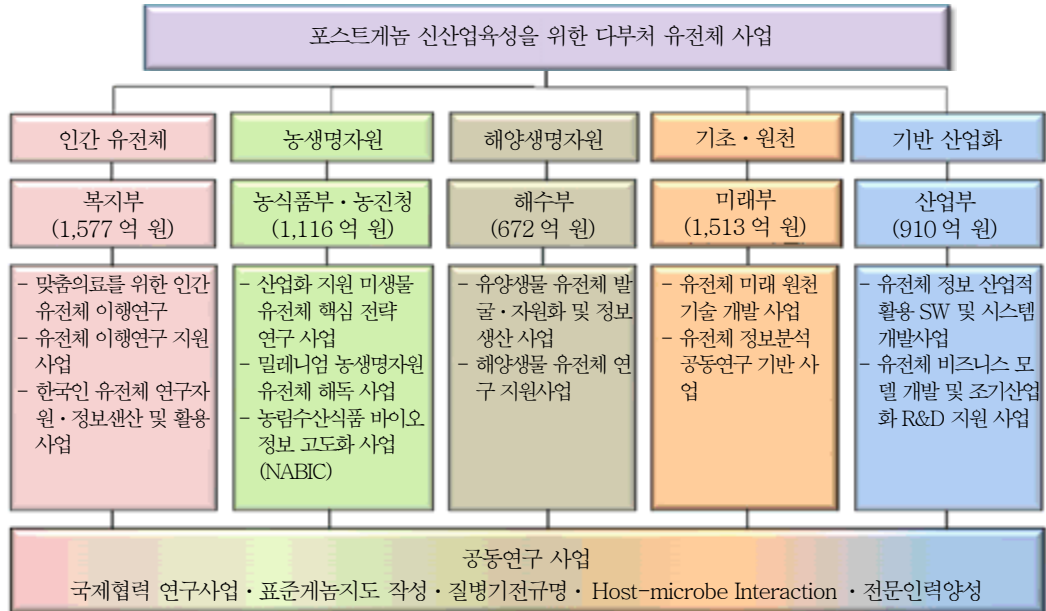 포스트게놈 신산업육성을 위한 다부처 유전체 사업
인간 유전체
복지부
(1,577 억 원)
- 맞춤의료를 위한 인간
유전체 이행연구
- 유전체 이행연구 지원
사업
- 한국인 유전체 연구자
원・정보샌산 및 활용
사업
농생명자원
농식품부・농진청
(1,116 억 원)
- 산업화 지원 미생물
유전체 핵심 전략
연구 사업
- 밀레니엄 농생명자원
유전체 해독 사업
- 농림수산식품 바이오
정보 고도화 사업
(NABIC)
해양생명자원
해수부
(672 억 원)
- 유양생물 유전체 발
굴・자원화 및 정보
생산 사업
- 해양생물 유전체 연
구 지원사업
기초・원천
미래부
(1,513 억 원)
- 유전체 미래 원천
기술 개발 사업
- 유전체 정보분석
공동연구 기반 사
업
기반 산업화
산업부
(910 억 원)
- 유전체 정보 산업적
활용 SW 및 시스템
개발사업
- 유전체 비즈니스 모
델 개발 및 조기산업
화 R&D 지원 사업
공동연구 사업
국제협력 연구사업・표준게놈지도 작성・질병기전규명・Host-microbe Interaction・전문인력양성